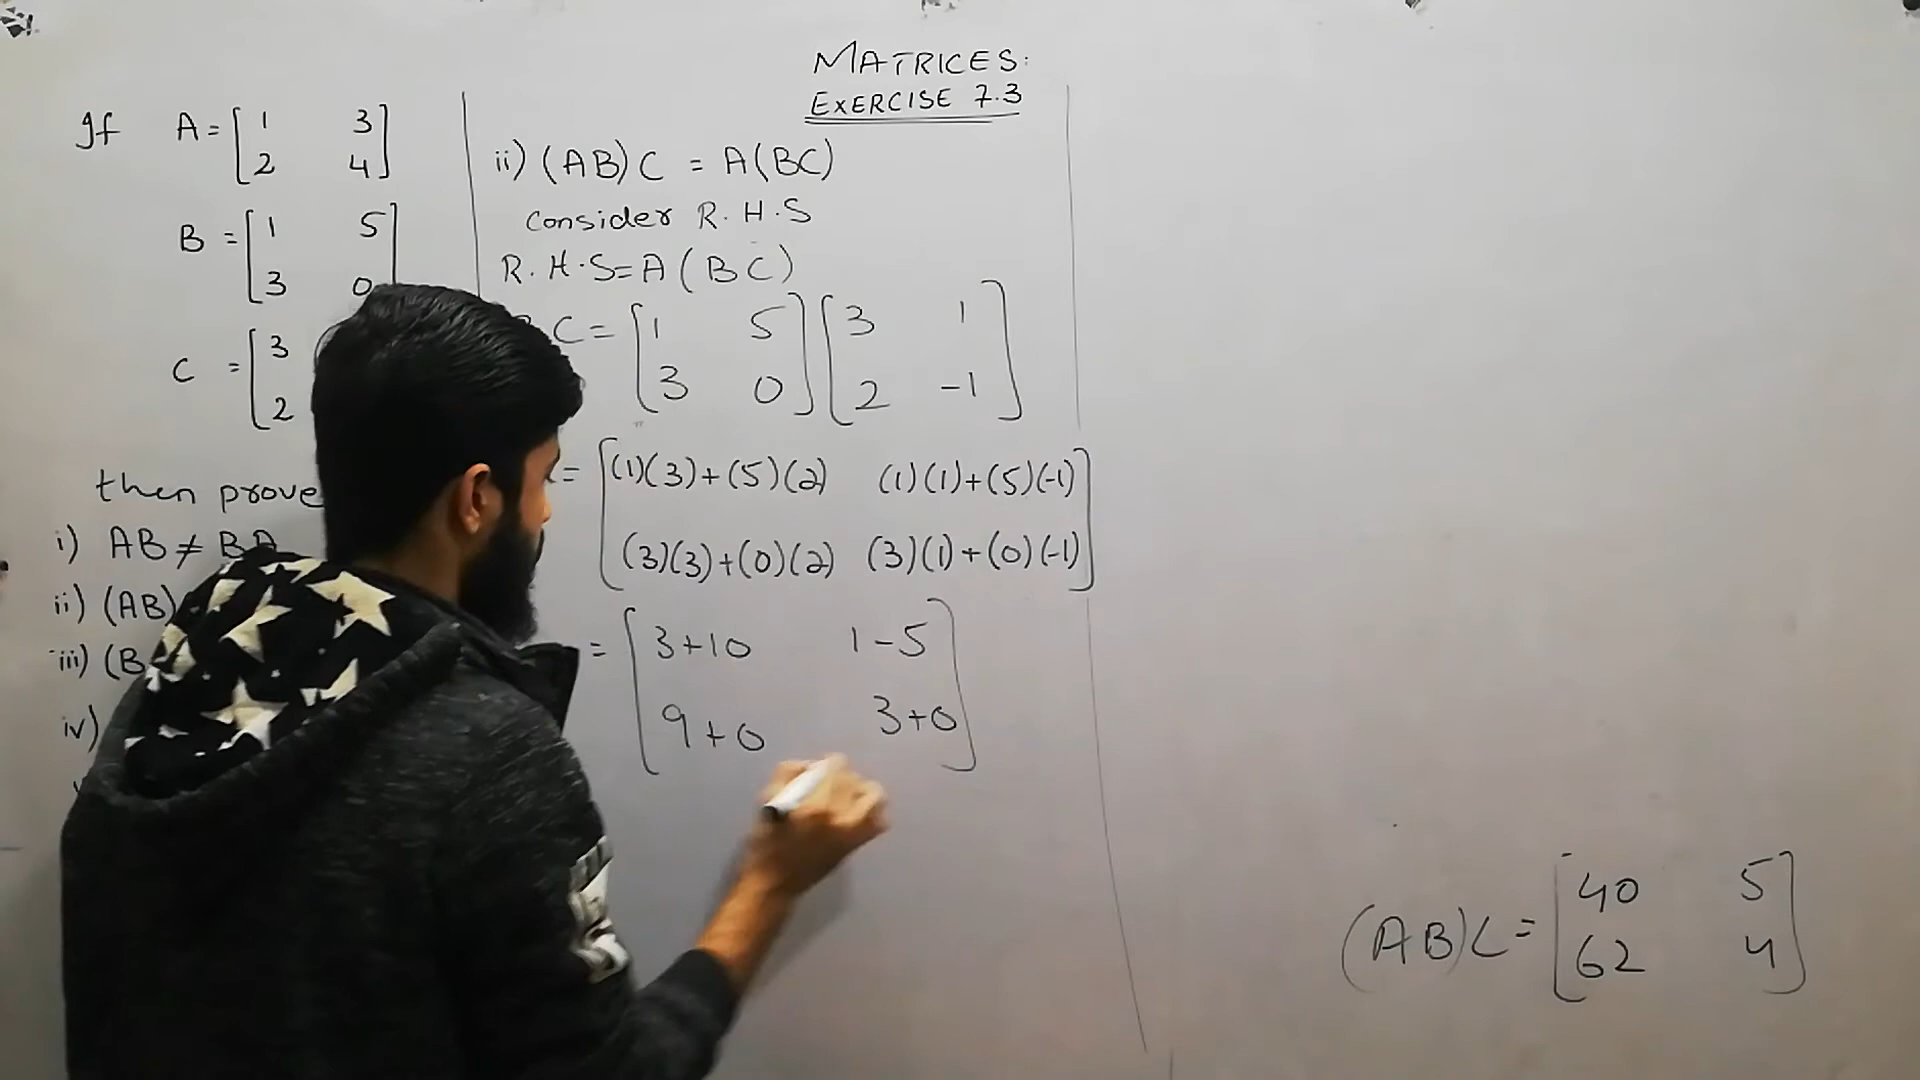 MATRICES:
EXERCISE 7.3
If A = [1 3
2 4]
B = [1 5
3 0
C = [3
2
then prove
i) AB ≠ BA
ii) (AB)
iii) (B
iv)
ii) (AB)C = A(BC)
Consider R.H.S
R.H.S = A(BC)
C = [1 5
3 0] [3 1
2 -1]
= [(1)(3)+(5)(2) (1)(1)+(5)(-1)
(3)(3)+(0)(2) (3)(1)+(0)(-1)]
= [3+10 1-5
9+0 3+0]
(AB)C = [40 5
62 4]